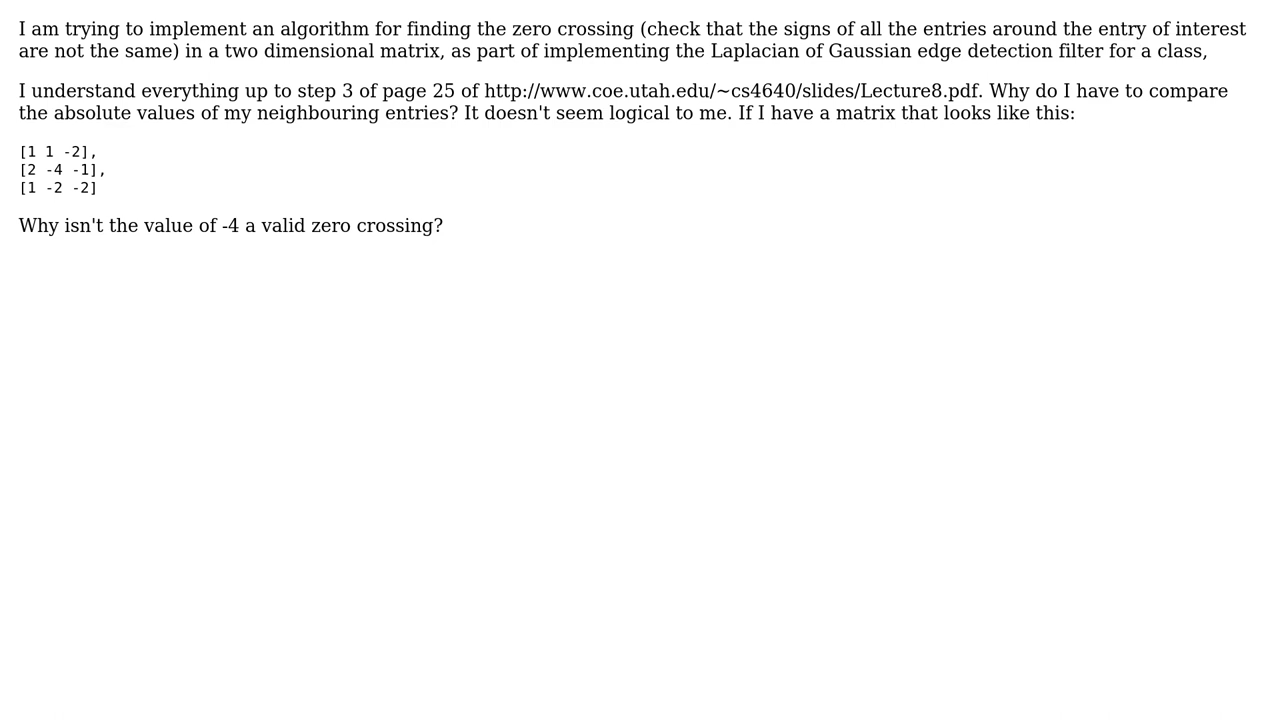 I am trying to implement an algorithm for finding the zero crossing (check that the signs of all the entries around the entry of interest
are not the same) in a two dimensional matrix, as part of implementing the Laplacian of Gaussian edge detection filter for a class,
I understand everything up to step 3 of page 25 of http://www.coe.utah.edu/~cs4640/slides/Lecture8.pdf. Why do I have to compare
the absolute values of my neighbouring entries? It doesn't seem logical to me. If I have a matrix that looks like this:
[1 1 -2],
[2 -4 -1],
[1 -2 -2]
Why isn't the value of -4 a valid zero crossing?